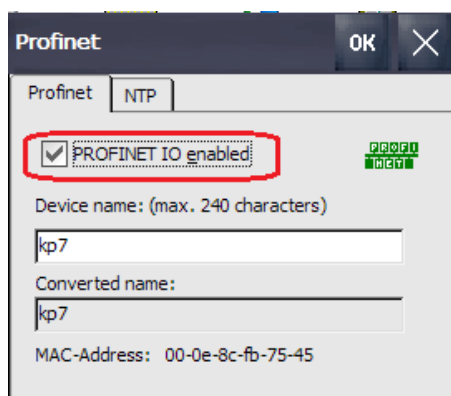 Profinet OK
Profinet NTP
PROFINET IO enabled
PROFI
NET
Device name: (max. 240 characters)
kp7
Converted name:
kp7
MAC-Address: 00-0e-8c-fb-75-45